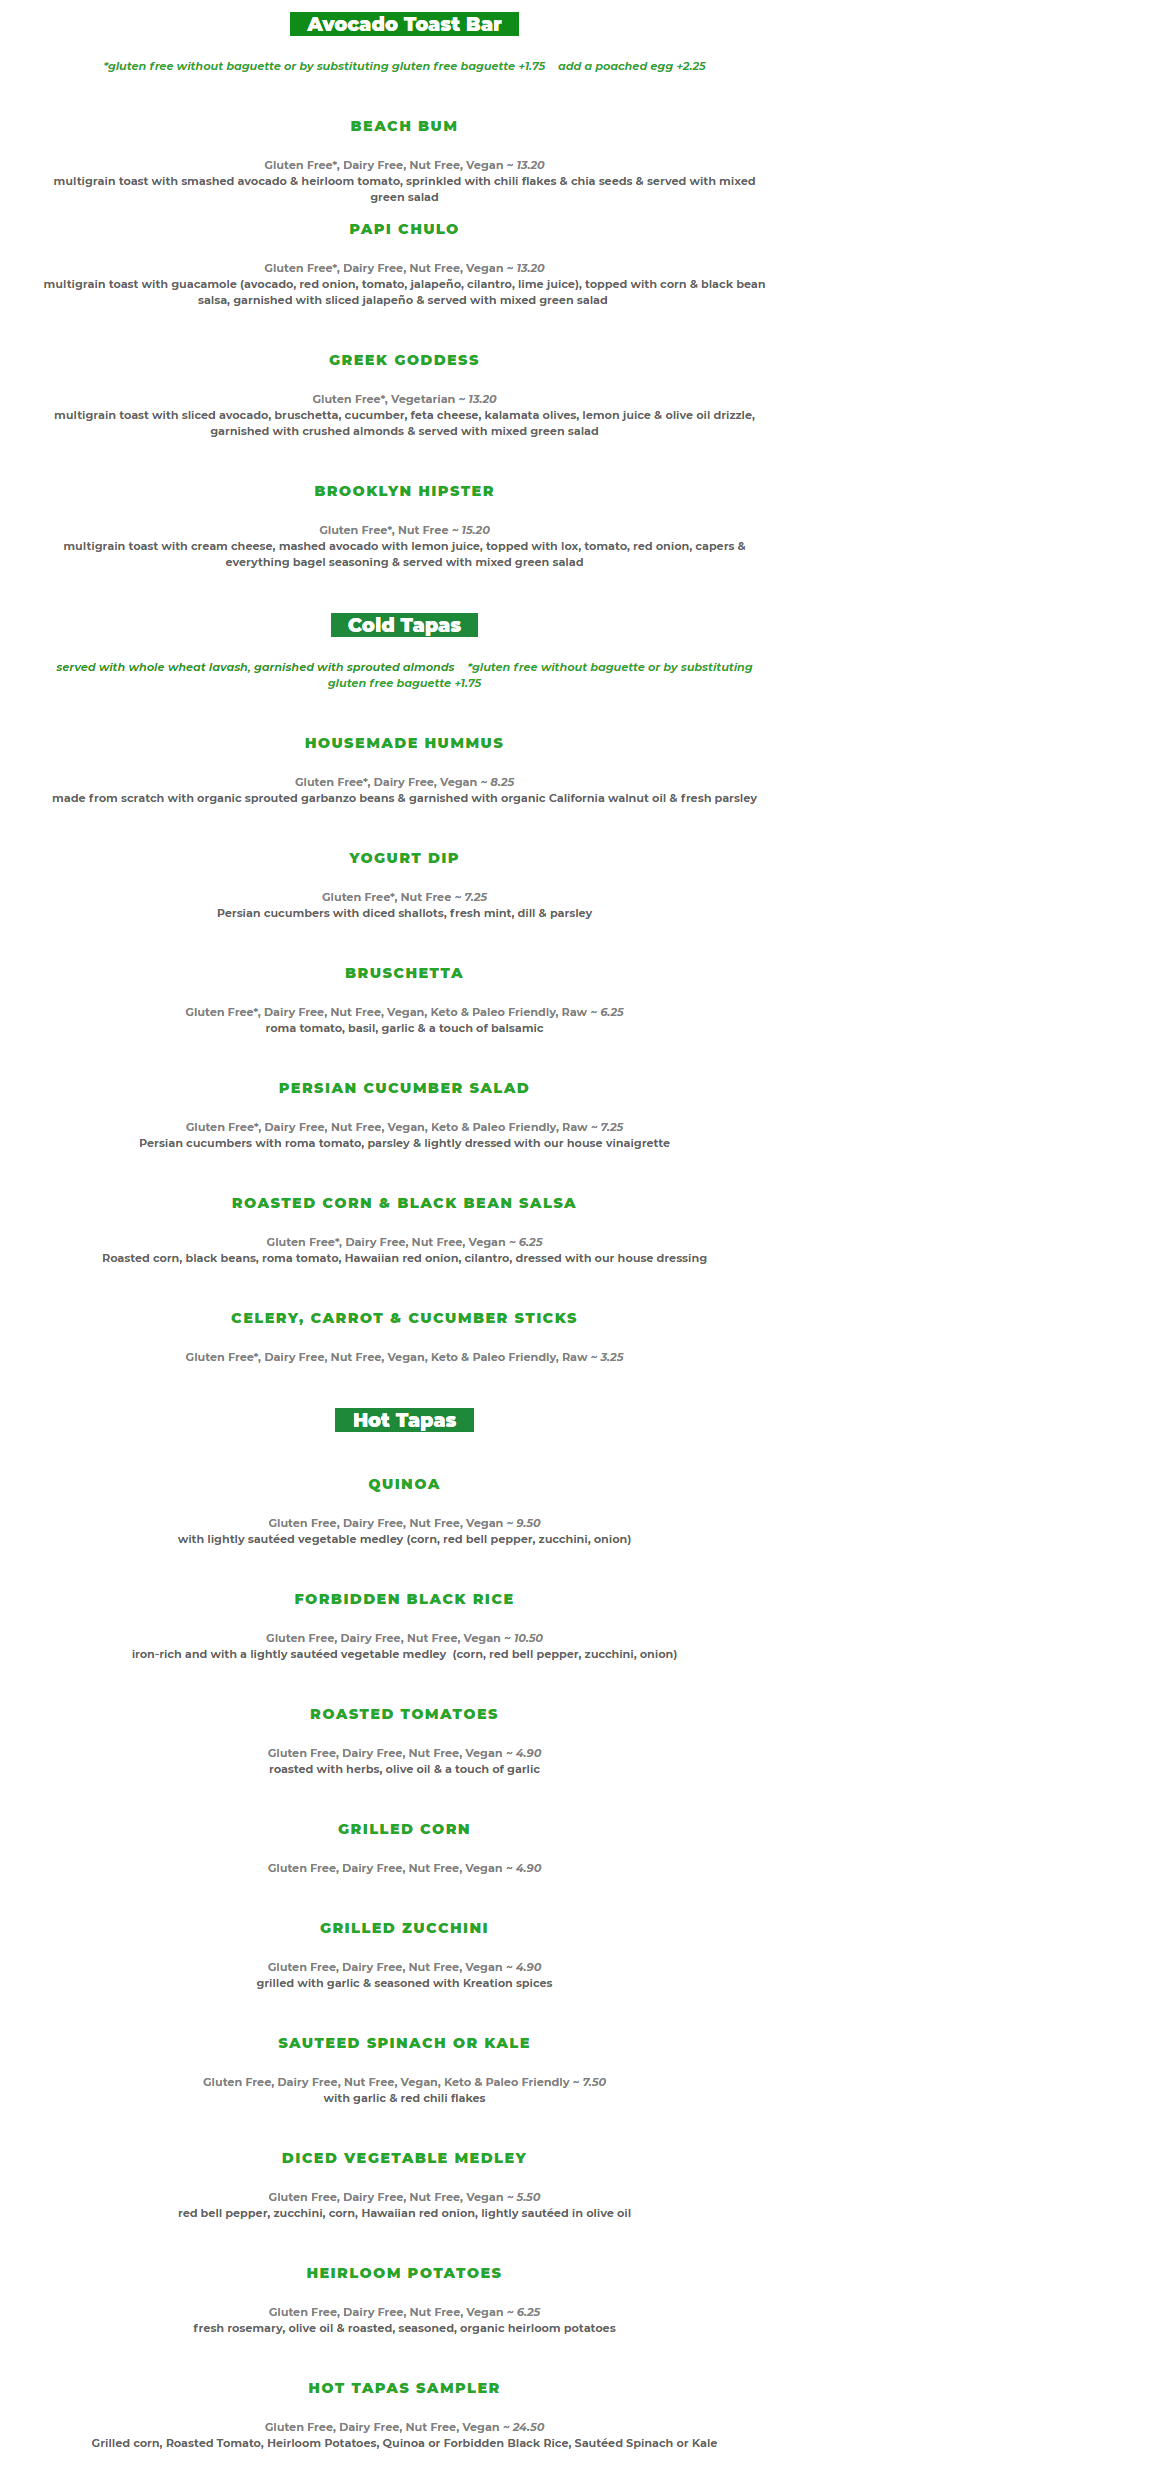 Avocado Toast Bar
*gluten free without baguette or by substituting gluten free baguette +1.75    add a poached egg +2.25
BEACH BUM
Gluten Free*, Dairy Free, Nut Free, Vegan ~ 13.20
multigrain toast with smashed avocado & heirloom tomato, sprinkled with chili flakes & chia seeds & served with mixed
green salad
PAPI CHULO
Gluten Free*, Dairy Free, Nut Free, Vegan ~ 13.20
multigrain toast with guacamole (avocado, red onion, tomato, jalapeño, cilantro, lime juice), topped with corn & black bean
salsa, garnished with sliced jalapeño & served with mixed green salad
GREEK GODDESS
Gluten Free*, Vegetarian ~ 13.20
multigrain toast with sliced avocado, bruschetta, cucumber, feta cheese, kalamata olives, lemon juice & olive oil drizzle,
garnished with crushed almonds & served with mixed green salad
BROOKLYN HIPSTER
Gluten Free*, Nut Free ~ 15.20
multigrain toast with cream cheese, mashed avocado with lemon juice, topped with lox, tomato, red onion, capers &
everything bagel seasoning & served with mixed green salad
Cold Tapas
served with whole wheat lavash, garnished with sprouted almonds    *gluten free without baguette or by substituting
gluten free baguette +1.75
HOUSEMADE HUMMUS
Gluten Free*, Dairy Free, Vegan ~ 8.25
made from scratch with organic sprouted garbanzo beans & garnished with organic California walnut oil & fresh parsley
YOGURT DIP
Gluten Free*, Nut Free ~ 7.25
Persian cucumbers with diced shallots, fresh mint, dill & parsley
BRUSCHETTA
Gluten Free*, Dairy Free, Nut Free, Vegan, Keto & Paleo Friendly, Raw ~ 6.25
roma tomato, basil, garlic & a touch of balsamic
PERSIAN CUCUMBER SALAD
Gluten Free*, Dairy Free, Nut Free, Vegan, Keto & Paleo Friendly, Raw ~ 7.25
Persian cucumbers with roma tomato, parsley & lightly dressed with our house vinaigrette
ROASTED CORN & BLACK BEAN SALSA
Gluten Free*, Dairy Free, Nut Free, Vegan ~ 6.25
Roasted corn, black beans, roma tomato, Hawaiian red onion, cilantro, dressed with our house dressing
CELERY, CARROT & CUCUMBER STICKS
Gluten Free*, Dairy Free, Nut Free, Vegan, Keto & Paleo Friendly, Raw ~ 3.25
Hot Tapas
QUINOA
Gluten Free, Dairy Free, Nut Free, Vegan ~ 9.50
with lightly sautéed vegetable medley (corn, red bell pepper, zucchini, onion)
FORBIDDEN BLACK RICE
Gluten Free, Dairy Free, Nut Free, Vegan ~ 10.50
iron-rich and with a lightly sautéed vegetable medley  (corn, red bell pepper, zucchini, onion)
ROASTED TOMATOES
Gluten Free, Dairy Free, Nut Free, Vegan ~ 4.90
roasted with herbs, olive oil & a touch of garlic
GRILLED CORN
Gluten Free, Dairy Free, Nut Free, Vegan ~ 4.90
GRILLED ZUCCHINI
Gluten Free, Dairy Free, Nut Free, Vegan ~ 4.90
grilled with garlic & seasoned with Kreation spices
SAUTEED SPINACH OR KALE
Gluten Free, Dairy Free, Nut Free, Vegan, Keto & Paleo Friendly ~ 7.50
with garlic & red chili flakes
DICED VEGETABLE MEDLEY
Gluten Free, Dairy Free, Nut Free, Vegan ~ 5.50
red bell pepper, zucchini, corn, Hawaiian red onion, lightly sautéed in olive oil
HEIRLOOM POTATOES
Gluten Free, Dairy Free, Nut Free, Vegan ~ 6.25
fresh rosemary, olive oil & roasted, seasoned, organic heirloom potatoes
HOT TAPAS SAMPLER
Gluten Free, Dairy Free, Nut Free, Vegan ~ 24.50
Grilled corn, Roasted Tomato, Heirloom Potatoes, Quinoa or Forbidden Black Rice, Sautéed Spinach or Kale